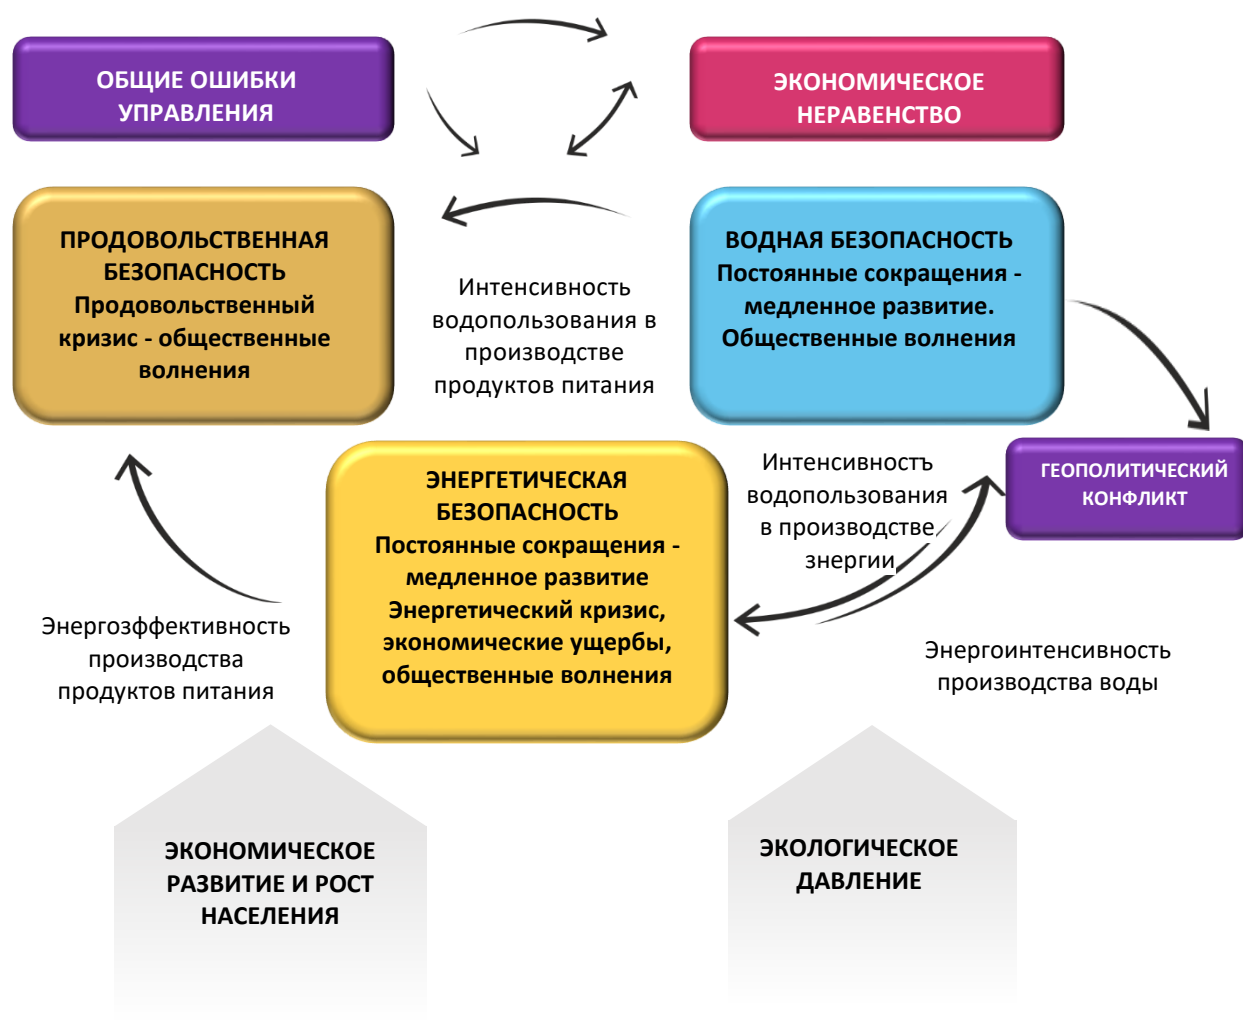 ОБЩИЕ ОШИБКИ
УПРАВЛЕНИЯ
ЭКОНОМИЧЕСКОЕ
НЕРАВЕНСТВО
ПРОДОВОЛЬСТВЕННАЯ
БЕЗОПАСНОСТЬ
Продовольственный
кризис - общественные
волнения
Интенсивность
водопользования в
производстве
продуктов питания
ВОДНАЯ БЕЗОПАСНОСТЬ
Постоянные сокращения -
медленное развитие.
Общественные волнения
ЭНЕРГЕТИЧЕСКАЯ
БЕЗОПАСНОСТЬ
Постоянные сокращения -
медленное развитие
Энергетический кризис,
экономические ущербы,
общественные волнения
Интенсивностъ
водопользования
в производстве
знергии
ГЕОПОЛИТИЧЕСКИЙ
КОНФЛИКТ
Энергозффективность
производства
продуктов питания
Энергоинтенсивность
производства воды
ЭКОНОМИЧЕСКОЕ
РАЗВИТИЕ И РОСТ
НАСЕЛЕНИЯ
ЭКОЛОГИЧЕСКОЕ
ДАВЛЕНИЕ